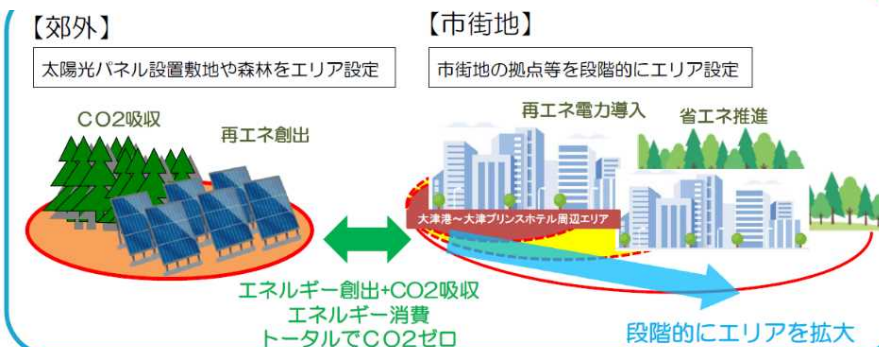 【郊外】
太陽光パネル設置敷地や森林をエリア設定
CO2吸収
再エネ創出
【市街地】
市街地の拠点等を段階的にエリア設定
再エネ電力導入
省エネ推進
大津港～大津プリンスホテル周辺エリア
エネルギー創出+CO2吸収
エネルギー消費
トータルでCO2ゼロ
段階的にエリアを拡大